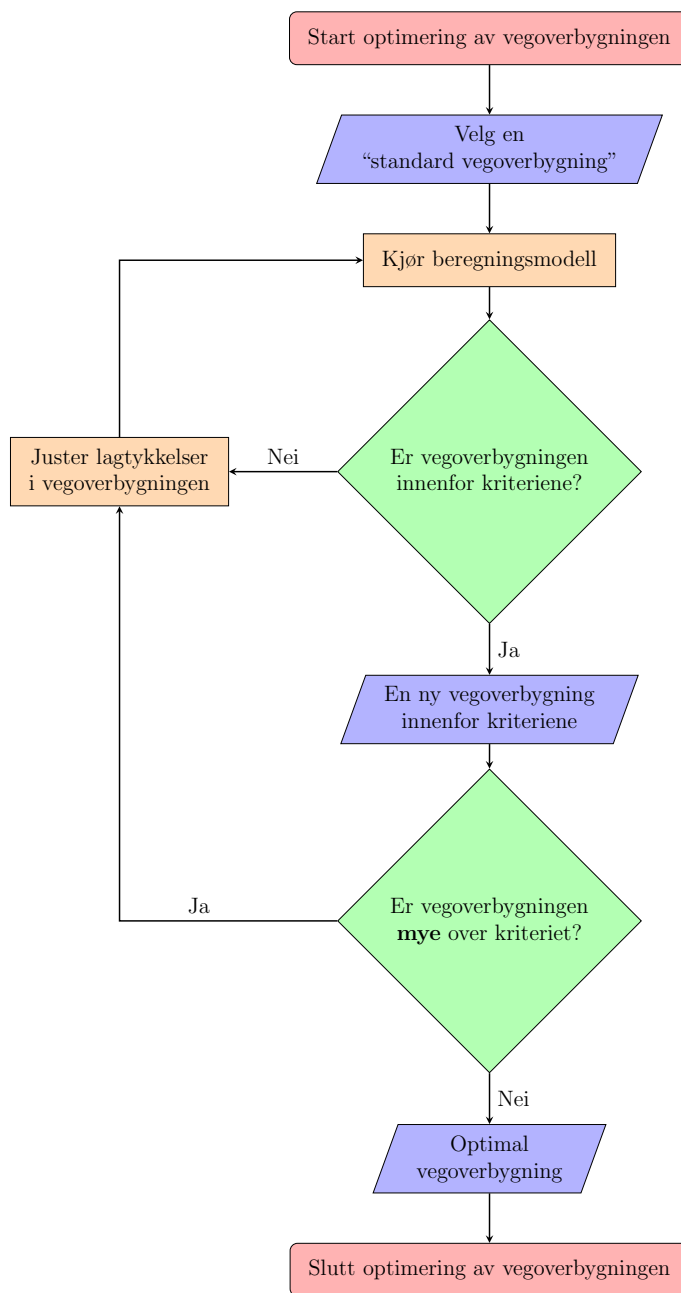 Start optimering av vegoverbygningen
Velg en
“standard vegoverbygning”
Kjør beregningsmodell
Er vegoverbygningen
innenfor kriteriene?
Nei
Juster lagtykkelser
i vegoverbygningen
Ja
En ny vegoverbygning
innenfor kriteriene
Er vegoverbygningen
mye over kriteriet?
Ja
Nei
Optimal
vegoverbygning
Slutt optimering av vegoverbygningen